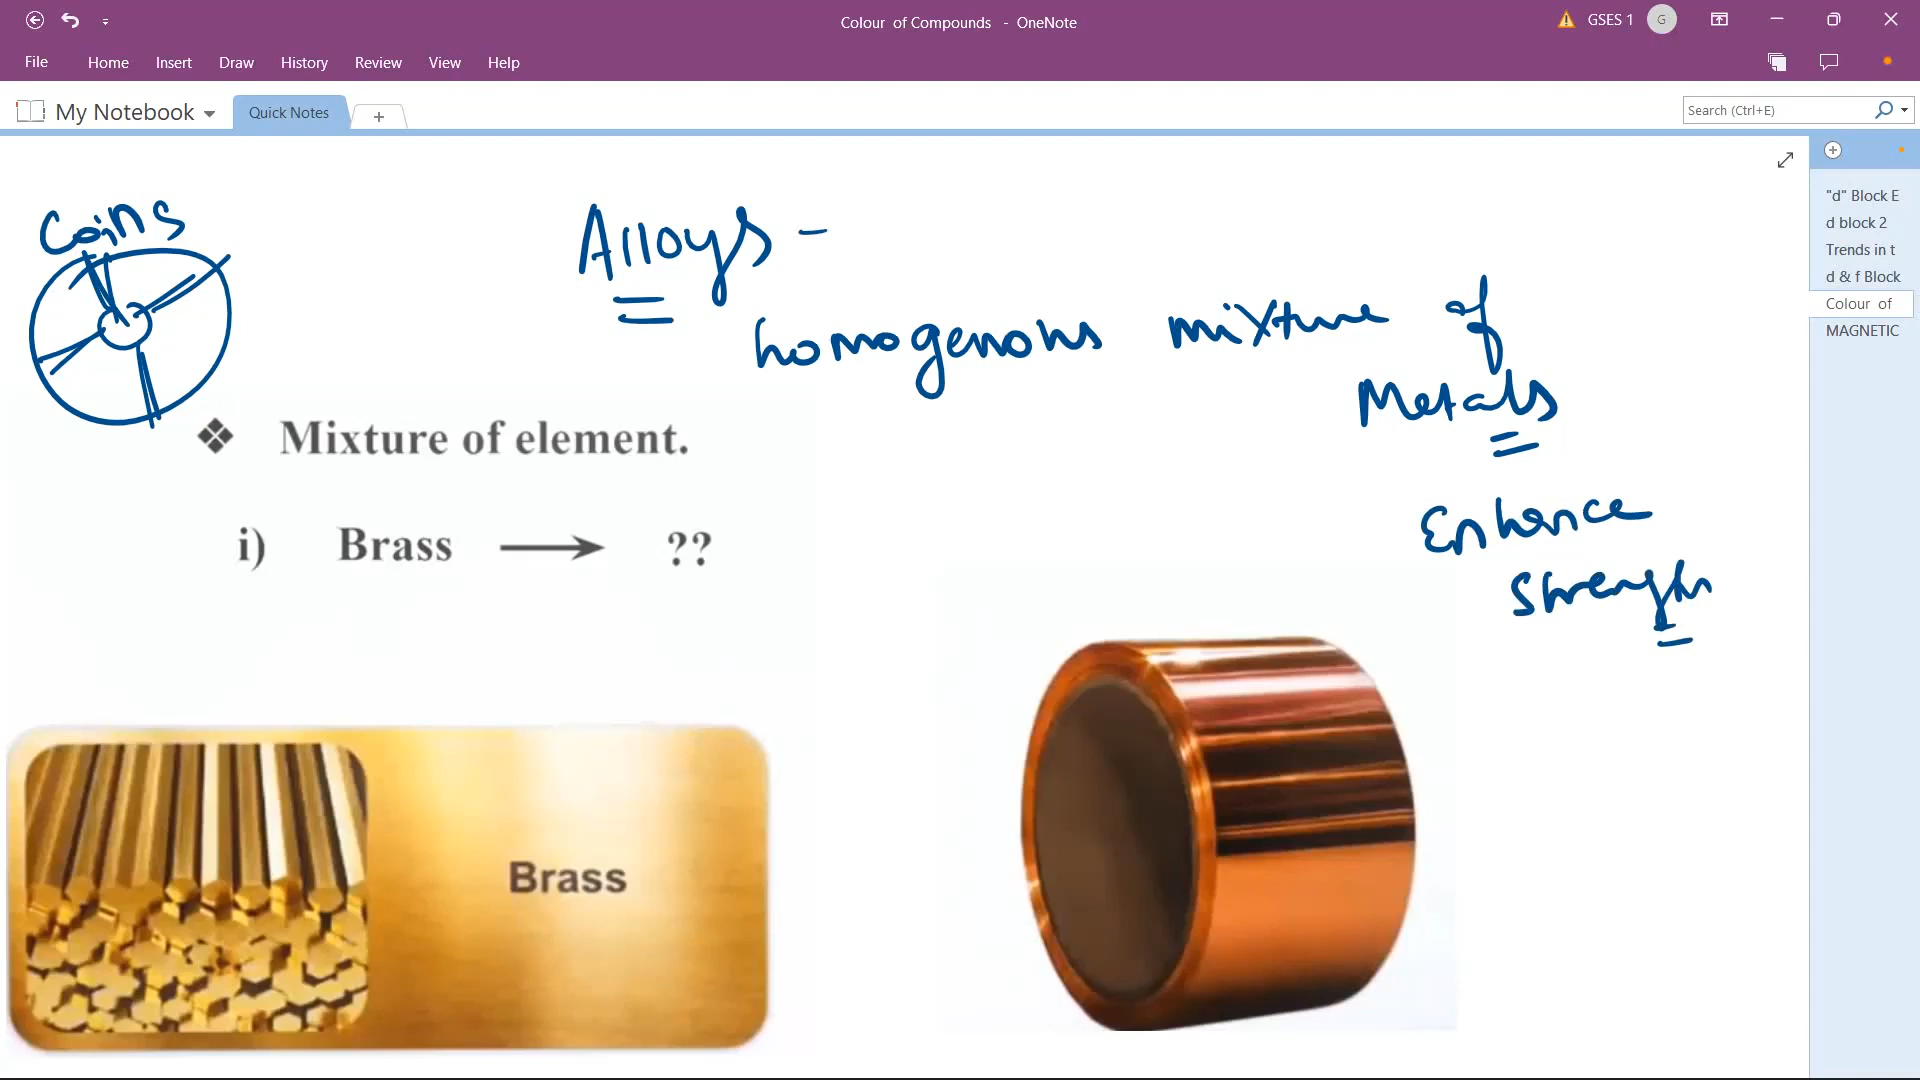 Colour of Compounds - OneNote
GSES 1
G
File Home Insert Draw History Review View Help
My Notebook
Quick Notes
+
Search (Ctrl+E)
"d" Block E
d block 2
Trends in t
d & f Block
Colour of
MAGNETIC
Coins
Alloys -
homogenous mixture of
Metals
❖ Mixture of element.
Enhance
i) Brass ⟶ ??
Strength
Brass